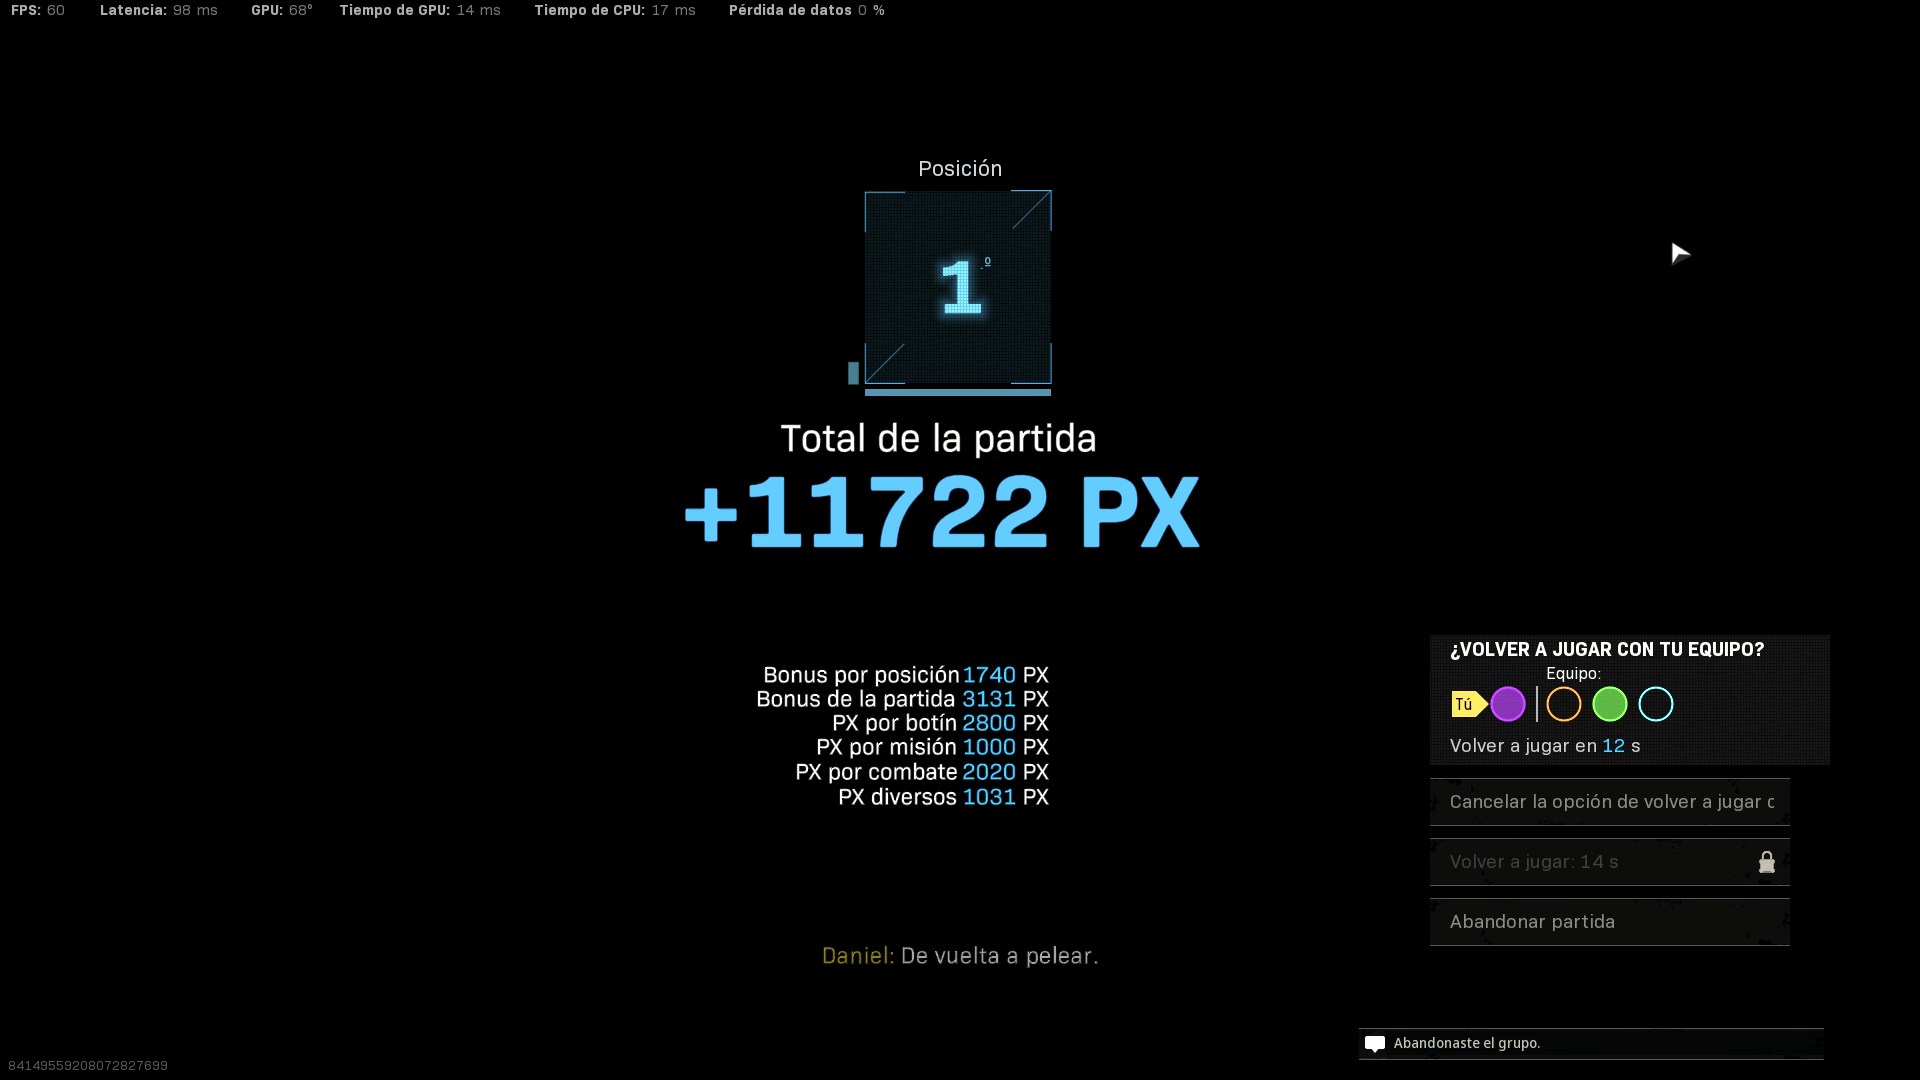 FPS: 60 Latencia: 98 ms GPU: 68° Tiempo de GPU: 14 ms Tiempo de CPU: 17 ms Pérdida de datos 0 %
Posición
1.º
Total de la partida
+11722 PX
Bonus por posición 1740 PX
Bonus de la partida 3131 PX
PX por botín 2800 PX
PX por misión 1000 PX
PX por combate 2020 PX
PX diversos 1031 PX
¿VOLVER A JUGAR CON TU EQUIPO?
Equipo:
Tú
Volver a jugar en 12 s
Cancelar la opción de volver a jugar c
Volver a jugar: 14 s
Abandonar partida
Daniel: De vuelta a pelear.
Abandonaste el grupo.
84149559208072827699